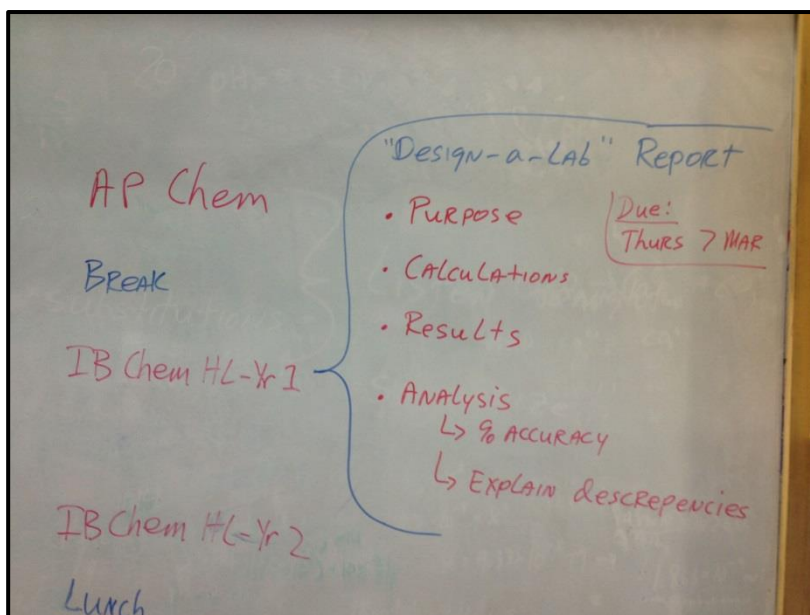 AP Chem
BREAK
IB Chem HL-Yr 1
IB Chem HL-Yr 2
Lunch
"DESIGN-a-LAb" REPORT
• PURPOSE
Due:
THURS 7 MAR
• CALCULATIONS
• Results
• ANALYSIS
↳ % ACCURACY
↳ EXPLAIN descrepencies